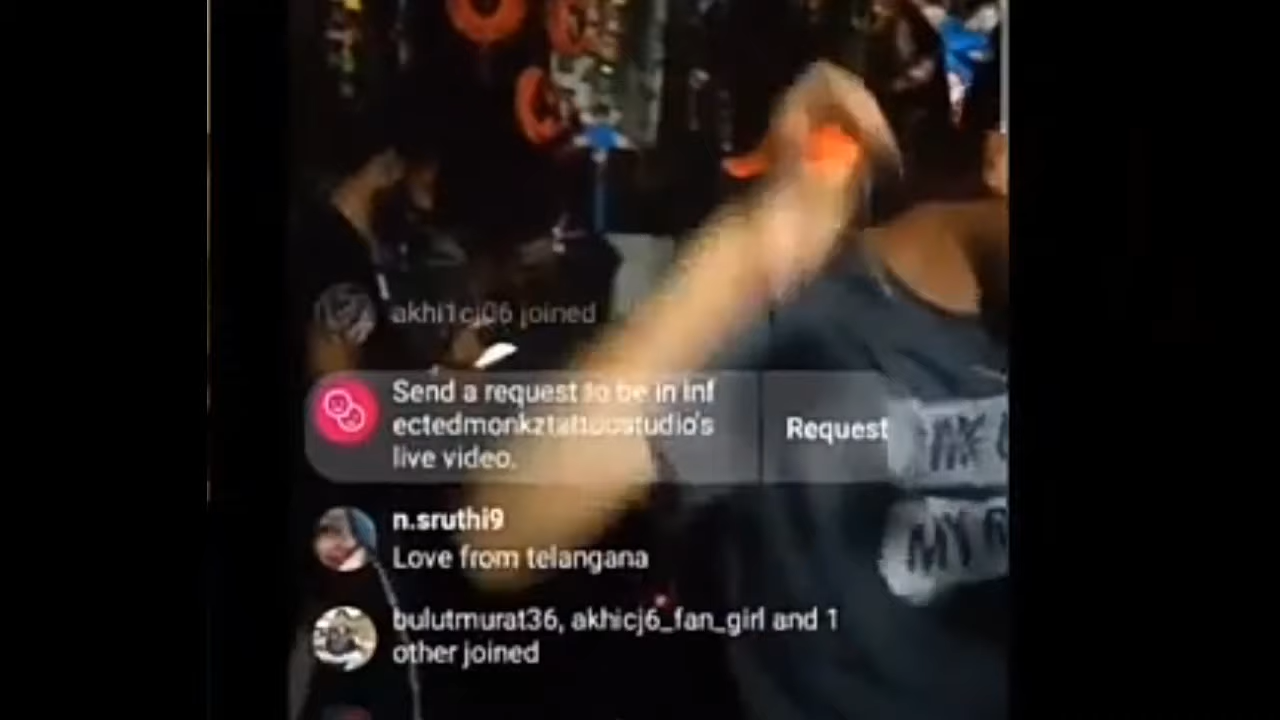 akhi1cj06 joined
Send a request to be in inf
ectedmonkztattoostudio's
live video.
Request
n.sruthi9
Love from telangana
bulutmurat36, akhicj6_fan_girl and 1
other joined
MY